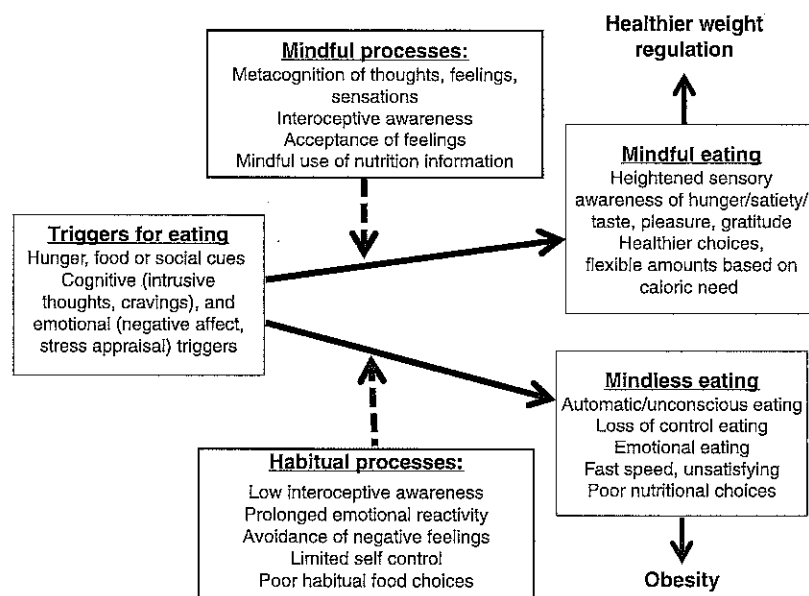 Mindful processes:
Metacognition of thoughts, feelings,
sensations
Interoceptive awareness
Acceptance of feelings
Mindful use of nutrition information
Healthier weight
regulation
Mindful eating
Heightened sensory
awareness of hunger/satiety/
taste, pleasure, gratitude
Healthier choices,
flexible amounts based on
caloric need
Triggers for eating
Hunger, food or social cues
Cognitive (intrusive
thoughts, cravings), and
emotional (negative affect,
stress appraisal) triggers
Mindless eating
Automatic/unconscious eating
Loss of control eating
Emotional eating
Fast speed, unsatisfying
Poor nutritional choices
Habitual processes:
Low interoceptive awareness
Prolonged emotional reactivity
Avoidance of negative feelings
Limited self control
Poor habitual food choices
Obesity